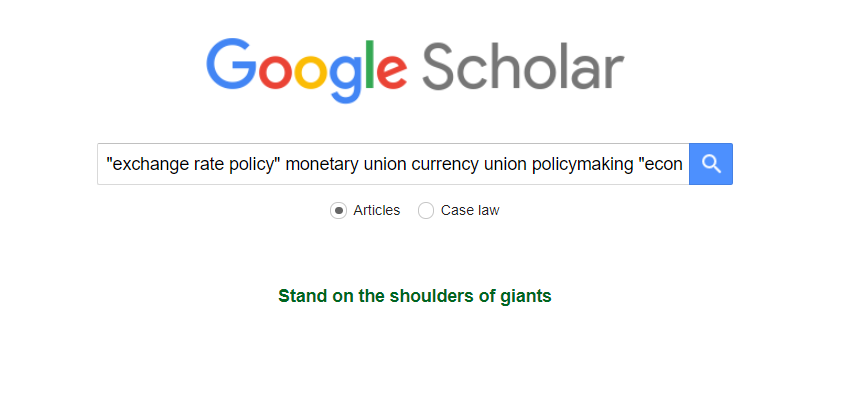 Google Scholar
"exchange rate policy" monetary union currency union policymaking "econ
Articles Case law
Stand on the shoulders of giants